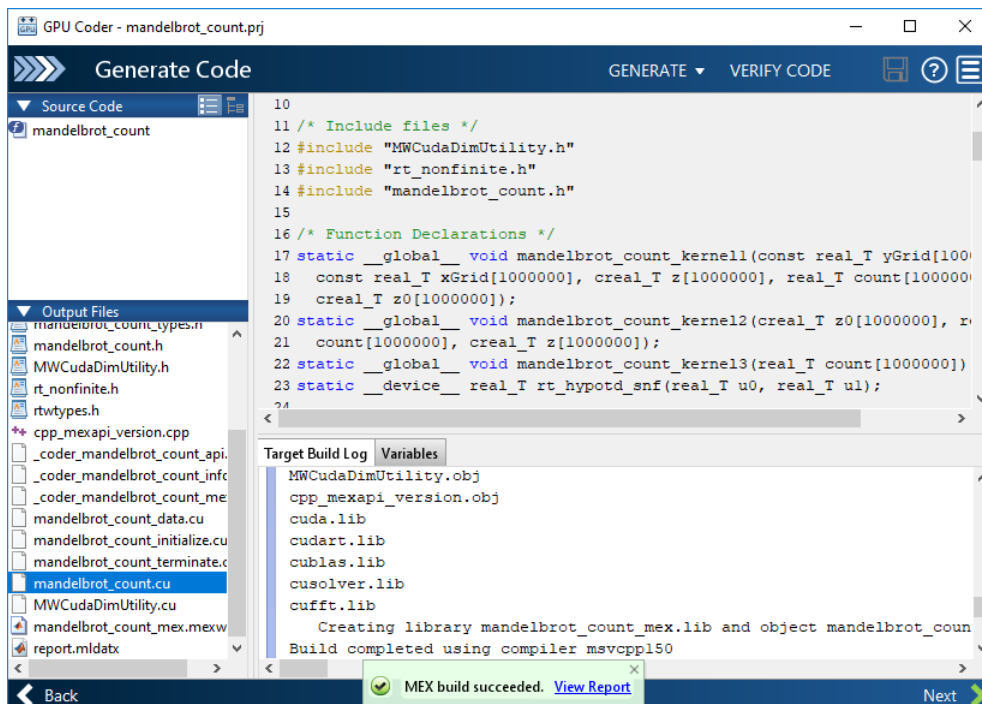 GPU Coder - mandelbrot_count.prj
Generate Code
GENERATE
VERIFY CODE
Source Code
mandelbrot_count
Output Files
mandelbrot_count_types.h
mandelbrot_count.h
MWCudaDimUtility.h
rt_nonfinite.h
rtwtypes.h
cpp_mexapi_version.cpp
_coder_mandelbrot_count_api.
_coder_mandelbrot_count_info
_coder_mandelbrot_count_me
mandelbrot_count_data.cu
mandelbrot_count_initialize.cu
mandelbrot_count_terminate.c
mandelbrot_count.cu
MWCudaDimUtility.cu
mandelbrot_count_mex.mexw
report.mldatx
10
11 /* Include files */
12 #include "MWCudaDimUtility.h"
13 #include "rt_nonfinite.h"
14 #include "mandelbrot_count.h"
15
16 /* Function Declarations */
17 static __global__ void mandelbrot_count_kernel1(const real_T yGrid[100
18 const real_T xGrid[1000000], creal_T z[1000000], real_T count[100000
19 creal_T z0[1000000]);
20 static __global__ void mandelbrot_count_kernel2(creal_T z0[1000000], r
21 count[1000000], creal_T z[1000000]);
22 static __global__ void mandelbrot_count_kernel3(real_T count[1000000])
23 static __device__ real_T rt_hypotd_snf(real_T u0, real_T u1);
24
Target Build Log
Variables
MWCudaDimUtility.obj
cpp_mexapi_version.obj
cuda.lib
cudart.lib
cublas.lib
cusolver.lib
cufft.lib
Creating library mandelbrot_count_mex.lib and object mandelbrot_coun
Build completed using compiler msvcpp150
MEX build succeeded. View Report
Back
Next